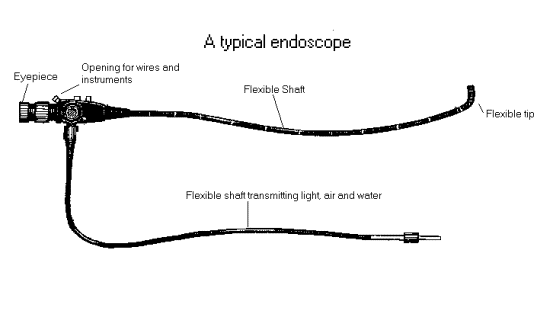 A typical endoscope
Opening for wires and
instruments
Eyepiece
Flexible Shaft
Flexible tip
Flexible shaft transmitting light, air and water